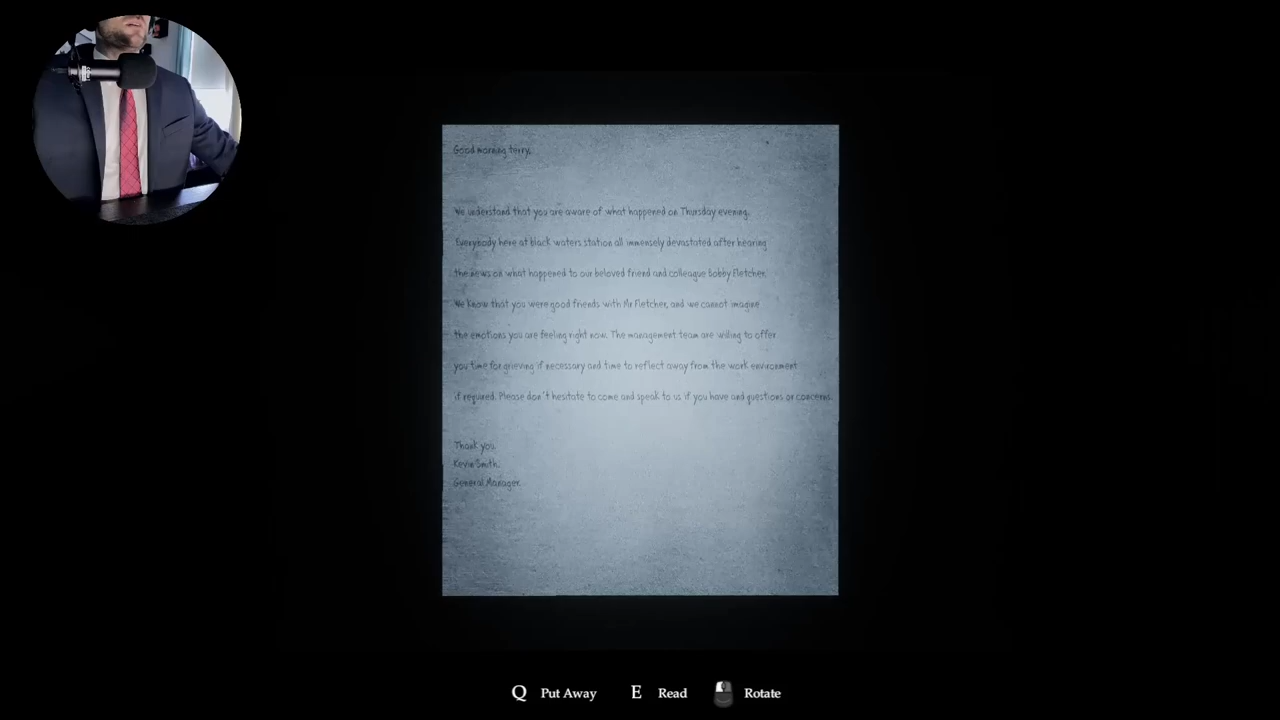 Good morning terry,
We understand that you are aware of what happened on Thursday evening.
Everybody here at black waters station all immensely devastated after hearing
the news on what happened to our beloved friend and colleague Bobby Fletcher.
We know that you were good friends with Mr Fletcher, and we cannot imagine
the emotions you are feeling right now. The management team are willing to offer
you time for grieving if necessary and time to reflect away from the work environment
if required. Please don't hesitate to come and speak to us if you have and questions or concerns.
Thank you.
Kevin Smith.
General Manager.
Q Put Away E Read Rotate